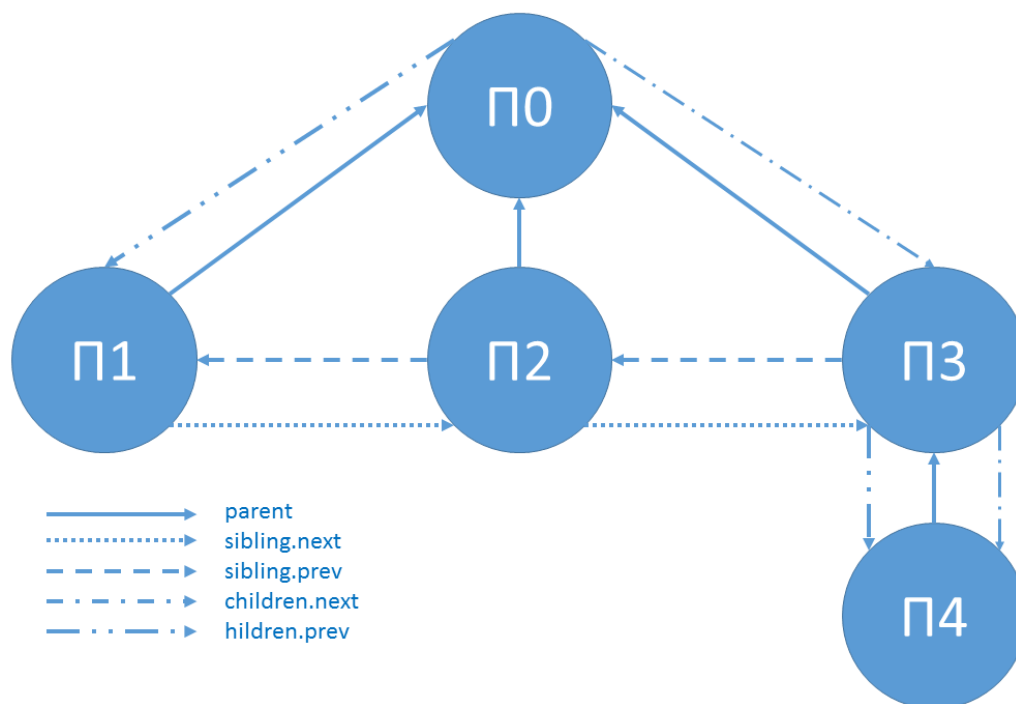 П0
П1
П2
П3
П4
parent
sibling.next
sibling.prev
children.next
hildren.prev